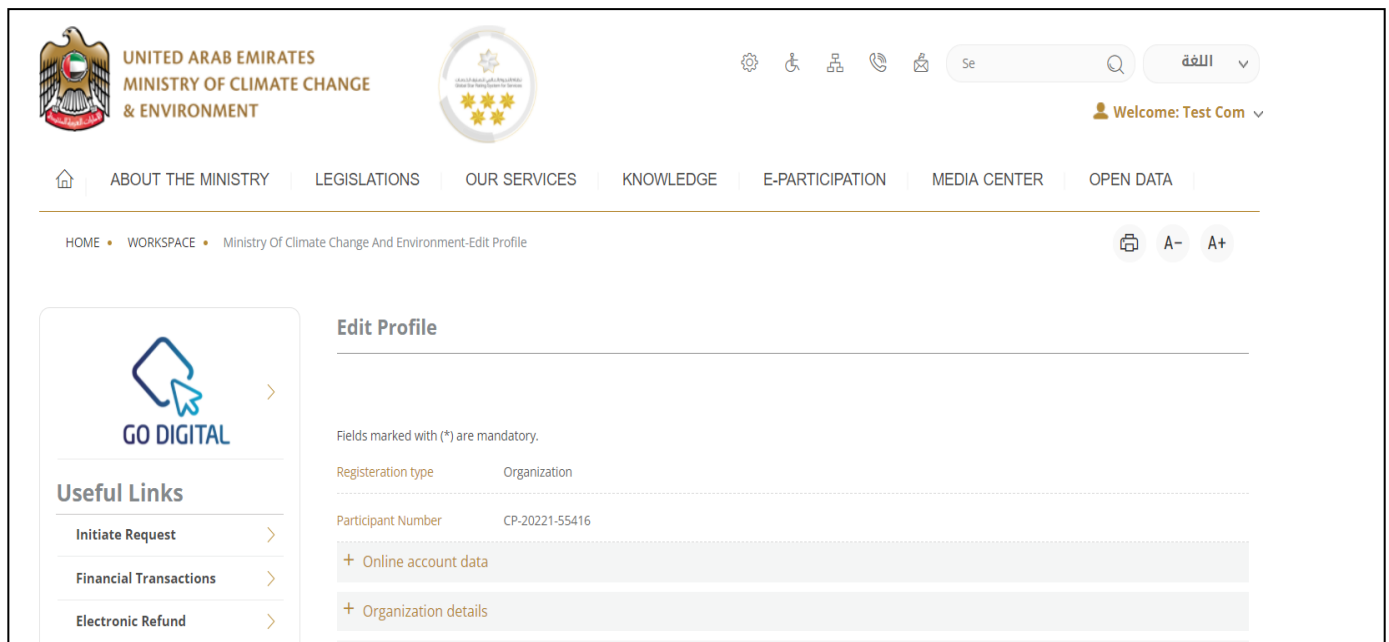 UNITED ARAB EMIRATES
MINISTRY OF CLIMATE CHANGE
& ENVIRONMENT
Se
اللغة
Welcome: Test Com
ABOUT THE MINISTRY
LEGISLATIONS
OUR SERVICES
KNOWLEDGE
E-PARTICIPATION
MEDIA CENTER
OPEN DATA
HOME • WORKSPACE • Ministry Of Climate Change And Environment-Edit Profile
A-
A+
GO DIGITAL
Useful Links
Initiate Request
Financial Transactions
Electronic Refund
Edit Profile
Fields marked with (*) are mandatory.
Registeration type Organization
Participant Number CP-20221-55416
+ Online account data
+ Organization details